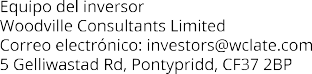 Equipo del inversor
Woodville Consultants Limited
Correo electrónico: investors@wclate.com
5 Gelliwastad Rd, Pontypridd, CF37 2BP